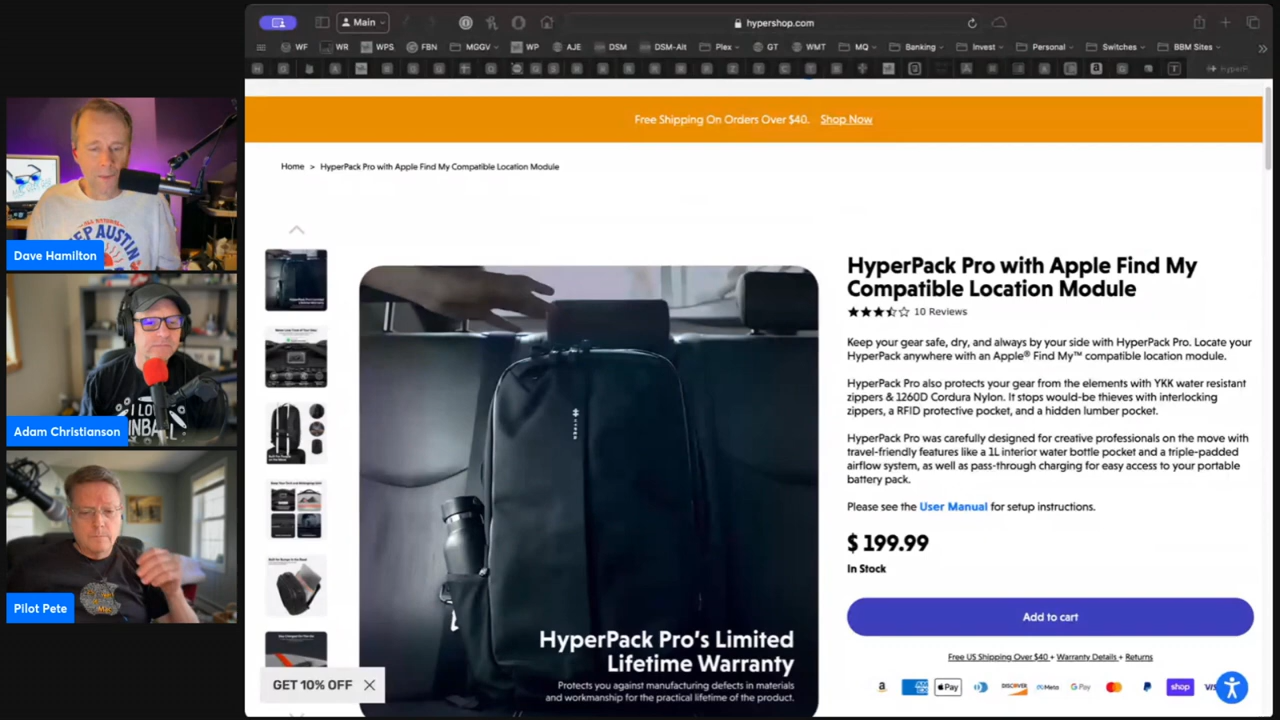 Main
hypershop.com
WF
WR
WPS
FBN
MGGV
WP
AJE
DSM
DSM-Alt
Plex
GT
WMT
MQ
Banking
Invest
Personal
Switches
BBM Sites
HyperP
Free Shipping On Orders Over $40. Shop Now
Home > HyperPack Pro with Apple Find My Compatible Location Module
HyperPack Pro with Apple Find My
Compatible Location Module
10 Reviews
Keep your gear safe, dry, and always by your side with HyperPack Pro. Locate your
HyperPack anywhere with an Apple® Find My™ compatible location module.
HyperPack Pro also protects your gear from the elements with YKK water resistant
zippers & 1260D Cordura Nylon. It stops would-be thieves with interlocking
zippers, a RFID protective pocket, and a hidden lumber pocket.
HyperPack Pro was carefully designed for creative professionals on the move with
travel-friendly features like a 1L interior water bottle pocket and a triple-padded
airflow system, as well as pass-through charging for easy access to your portable
battery pack.
Please see the User Manual for setup instructions.
$ 199.99
In Stock
Add to cart
Free US Shipping Over $40 + Warranty Details + Returns
DISCOVER
Meta
G Pay
Pay
shop
HYPER
HyperPack Pro's Limited
Lifetime Warranty
Protects you against manufacturing defects in materials
and workmanship for the practical lifetime of the product.
GET 10% OFF
Dave Hamilton
AUSTIN
Adam Christianson
I LO
NBAL
Pilot Pete